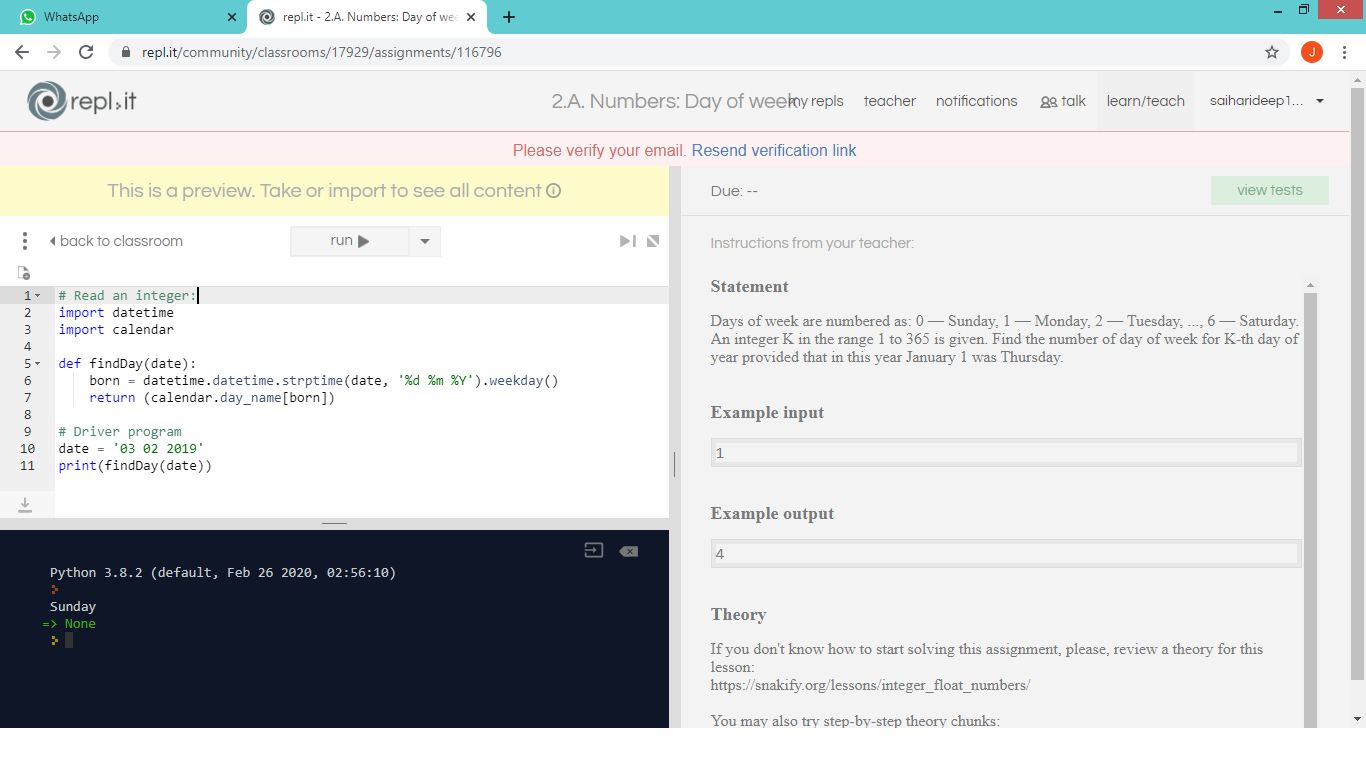 WhatsApp
repl.it - 2.A. Numbers: Day of wee
repl.it/community/classrooms/17929/assignments/116796
J
repl.it
2.A. Numbers: Day of week
my repls
teacher
notifications
talk
learn/teach
saiharideep1...
Please verify your email. Resend verification link
This is a preview. Take or import to see all content
back to classroom
run
1 # Read an integer:
2 import datetime
3 import calendar
4
5 def findDay(date):
6     born = datetime.datetime.strptime(date, '%d %m %Y').weekday()
7     return (calendar.day_name[born])
8
9 # Driver program
10 date = '03 02 2019'
11 print(findDay(date))
Python 3.8.2 (default, Feb 26 2020, 02:56:10)
Sunday
=> None
Due: --
view tests
Instructions from your teacher:
Statement
Days of week are numbered as: 0 — Sunday, 1 — Monday, 2 — Tuesday, ..., 6 — Saturday.
An integer K in the range 1 to 365 is given. Find the number of day of week for K-th day of
year provided that in this year January 1 was Thursday.
Example input
1
Example output
4
Theory
If you don't know how to start solving this assignment, please, review a theory for this
lesson:
https://snakify.org/lessons/integer_float_numbers/
You may also try step-by-step theory chunks: